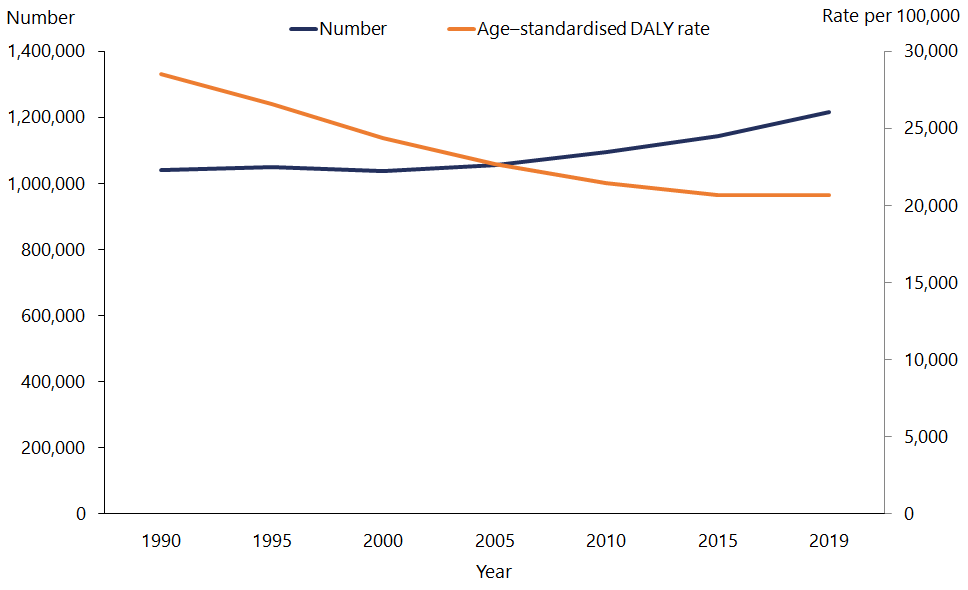 Number
Rate per 100,000
Number
Age–standardised DALY rate
1,400,000
1,200,000
1,000,000
800,000
600,000
400,000
200,000
0
30,000
25,000
20,000
15,000
10,000
5,000
0
1990 1995 2000 2005 2010 2015 2019
Year